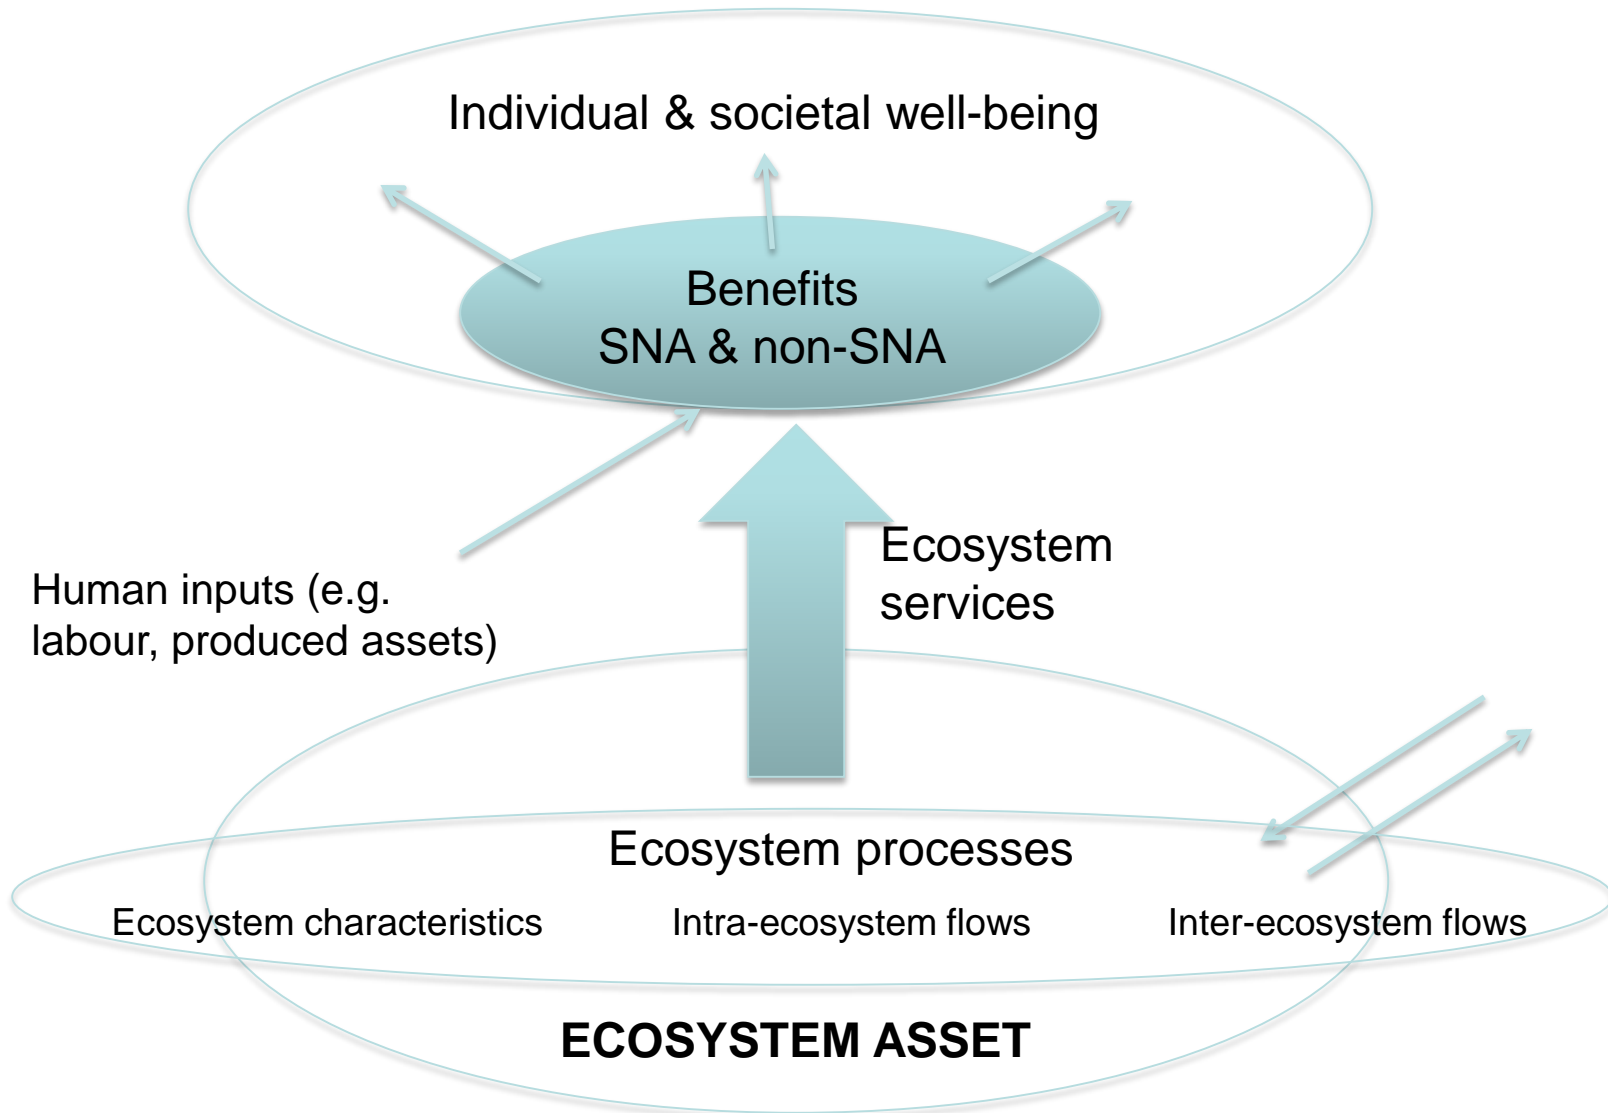 Individual & societal well-being
Benefits
SNA & non-SNA
Ecosystem
services
Human inputs (e.g.
labour, produced assets)
Ecosystem processes
Ecosystem characteristics
Intra-ecosystem flows
Inter-ecosystem flows
ECOSYSTEM ASSET